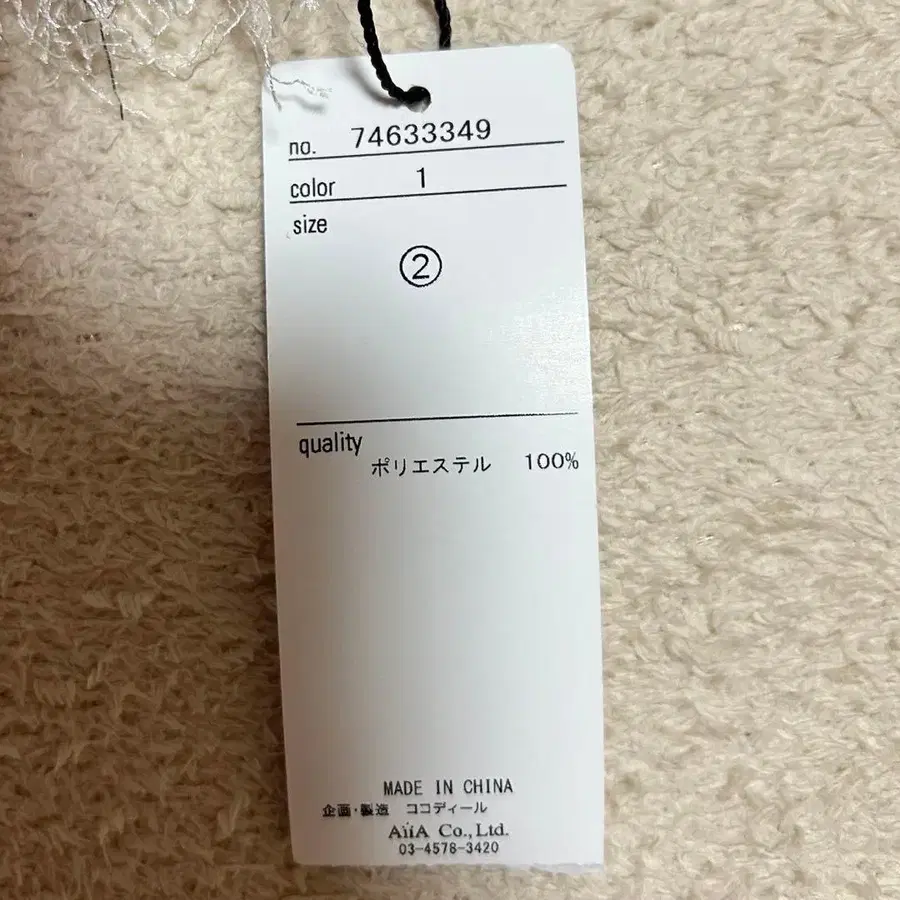 no. 74633349
color 1
size
②
quality
ポリエステル 100%
MADE IN CHINA
企画・製造 ココディール
AiiA Co.,Ltd.
03-4578-3420